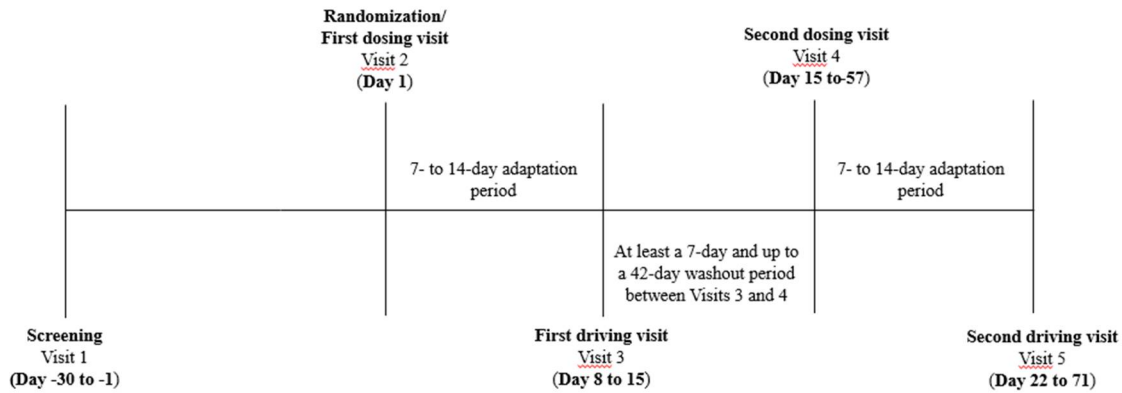 Randomization/
First dosing visit
Visit 2
(Day 1)
Second dosing visit
Visit 4
(Day 15 to-57)
7- to 14-day adaptation
period
7- to 14-day adaptation
period
At least a 7-day and up to
a 42-day washout period
between Visits 3 and 4
Screening
Visit 1
(Day -30 to -1)
First driving visit
Visit 3
(Day 8 to 15)
Second driving visit
Visit 5
(Day 22 to 71)